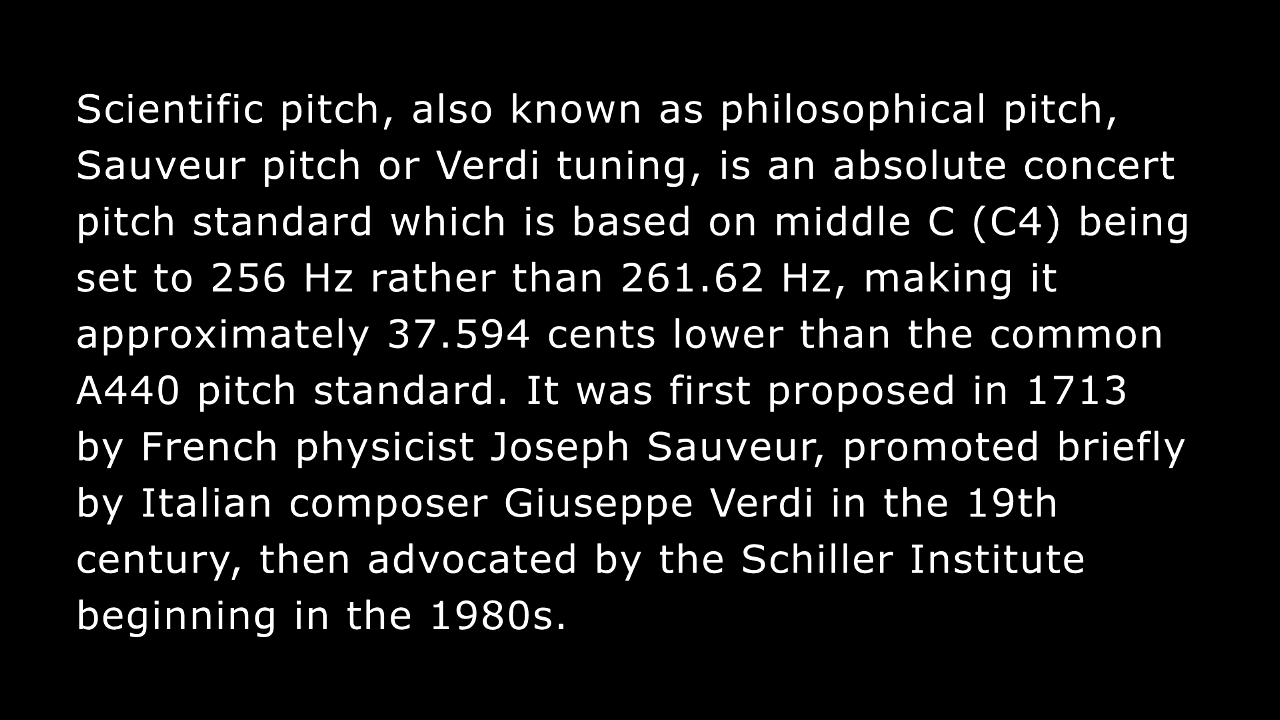 Scientific pitch, also known as philosophical pitch,
Sauveur pitch or Verdi tuning, is an absolute concert
pitch standard which is based on middle C (C4) being
set to 256 Hz rather than 261.62 Hz, making it
approximately 37.594 cents lower than the common
A440 pitch standard. It was first proposed in 1713
by French physicist Joseph Sauveur, promoted briefly
by Italian composer Giuseppe Verdi in the 19th
century, then advocated by the Schiller Institute
beginning in the 1980s.